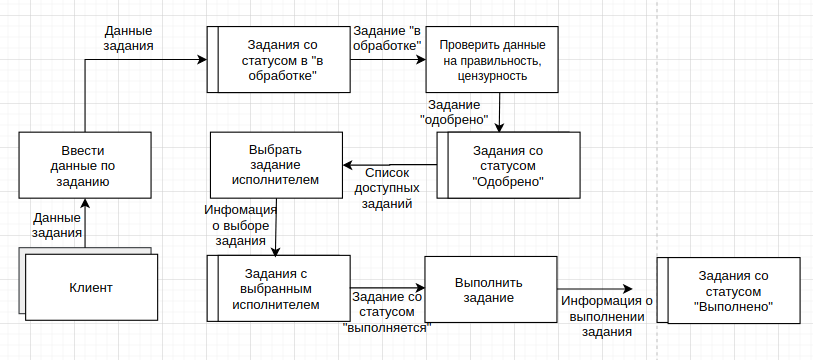 Данные
задания
Задания со
статусом в "в
обработке"
Задание "в
обработке"
Проверить данные
на правильность,
цензурность
Задание
"одобрено"
Ввести
данные по
заданию
Выбрать
задание
исполнителем
Список
доступных
заданий
Задания со
статусом
"Одобрено"
Данные
задания
Инфомация
о выборе
задания
Клиент
Задания с
выбранным
исполнителем
Задание со
статусом
"выполняется"
Выполнить
задание
Информация о
выполнении
задания
Задания со
статусом
"Выполнено"